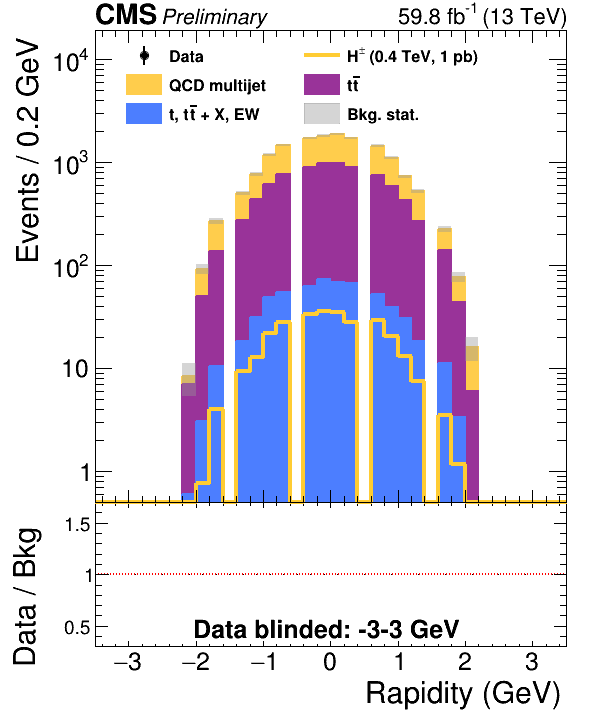 CMS Preliminary 59.8 fb⁻¹ (13 TeV)
Data
H± (0.4 TeV, 1 pb)
QCD multijet
tt̄
t, tt̄ + X, EW
Bkg. stat.
Events / 0.2 GeV
10⁴
10³
10²
10
1
Data / Bkg
1.5
1
0.5
Data blinded: -3-3 GeV
−3 −2 −1 0 1 2 3
Rapidity (GeV)